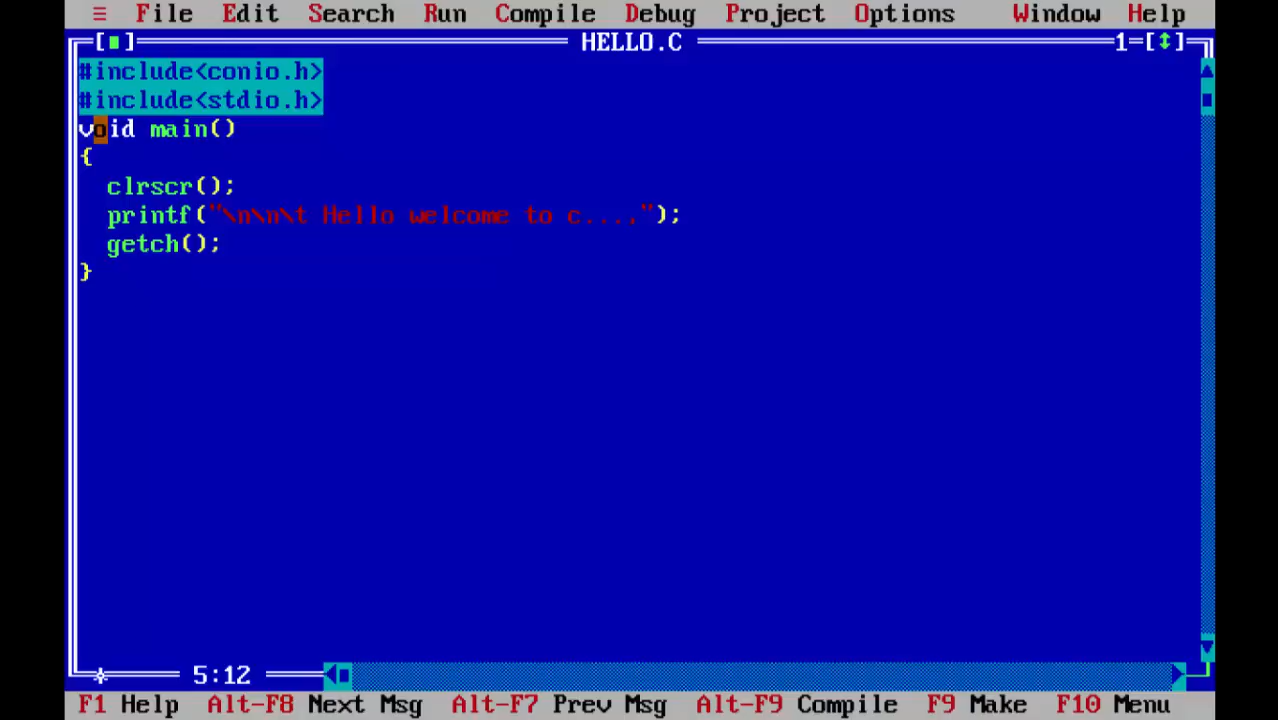 ≡ File Edit Search Run Compile Debug Project Options Window Help
[■] HELLO.C 1=[↕]
#include<conio.h>
#include<stdio.h>
void main()
{
  clrscr();
  printf("\n\n\t Hello welcome to c....");
  getch();
}
5:12
F1 Help Alt-F8 Next Msg Alt-F7 Prev Msg Alt-F9 Compile F9 Make F10 Menu